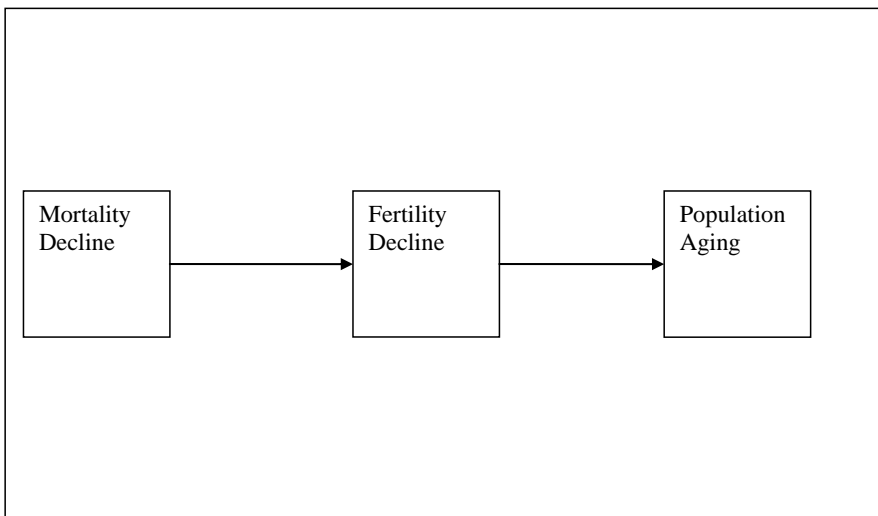 Mortality
Decline
Fertility
Decline
Population
Aging